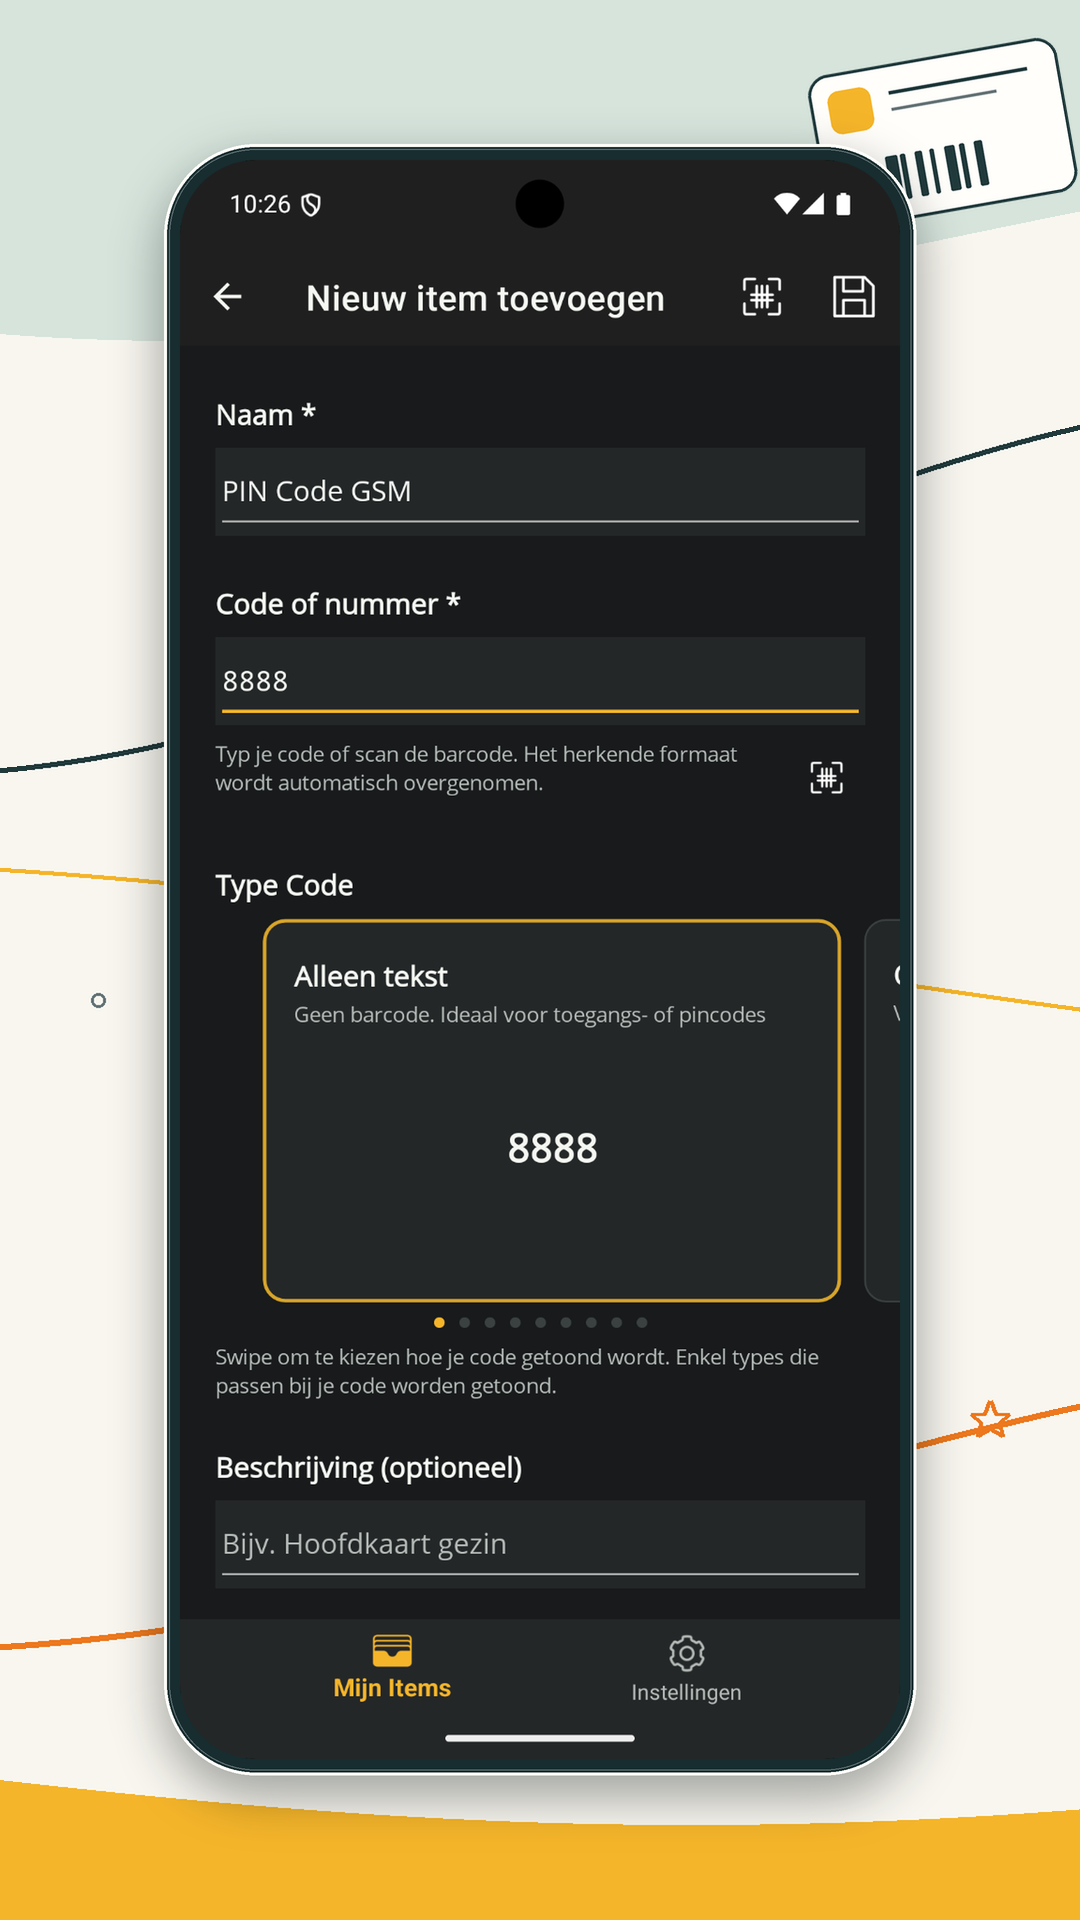 10:26
Nieuw item toevoegen
Naam *
PIN Code GSM
Code of nummer *
8888
Typ je code of scan de barcode. Het herkende formaat
wordt automatisch overgenomen.
Type Code
Alleen tekst
Geen barcode. Ideaal voor toegangs- of pincodes
8888
Swipe om te kiezen hoe je code getoond wordt. Enkel types die
passen bij je code worden getoond.
Beschrijving (optioneel)
Bijv. Hoofdkaart gezin
Mijn Items
Instellingen